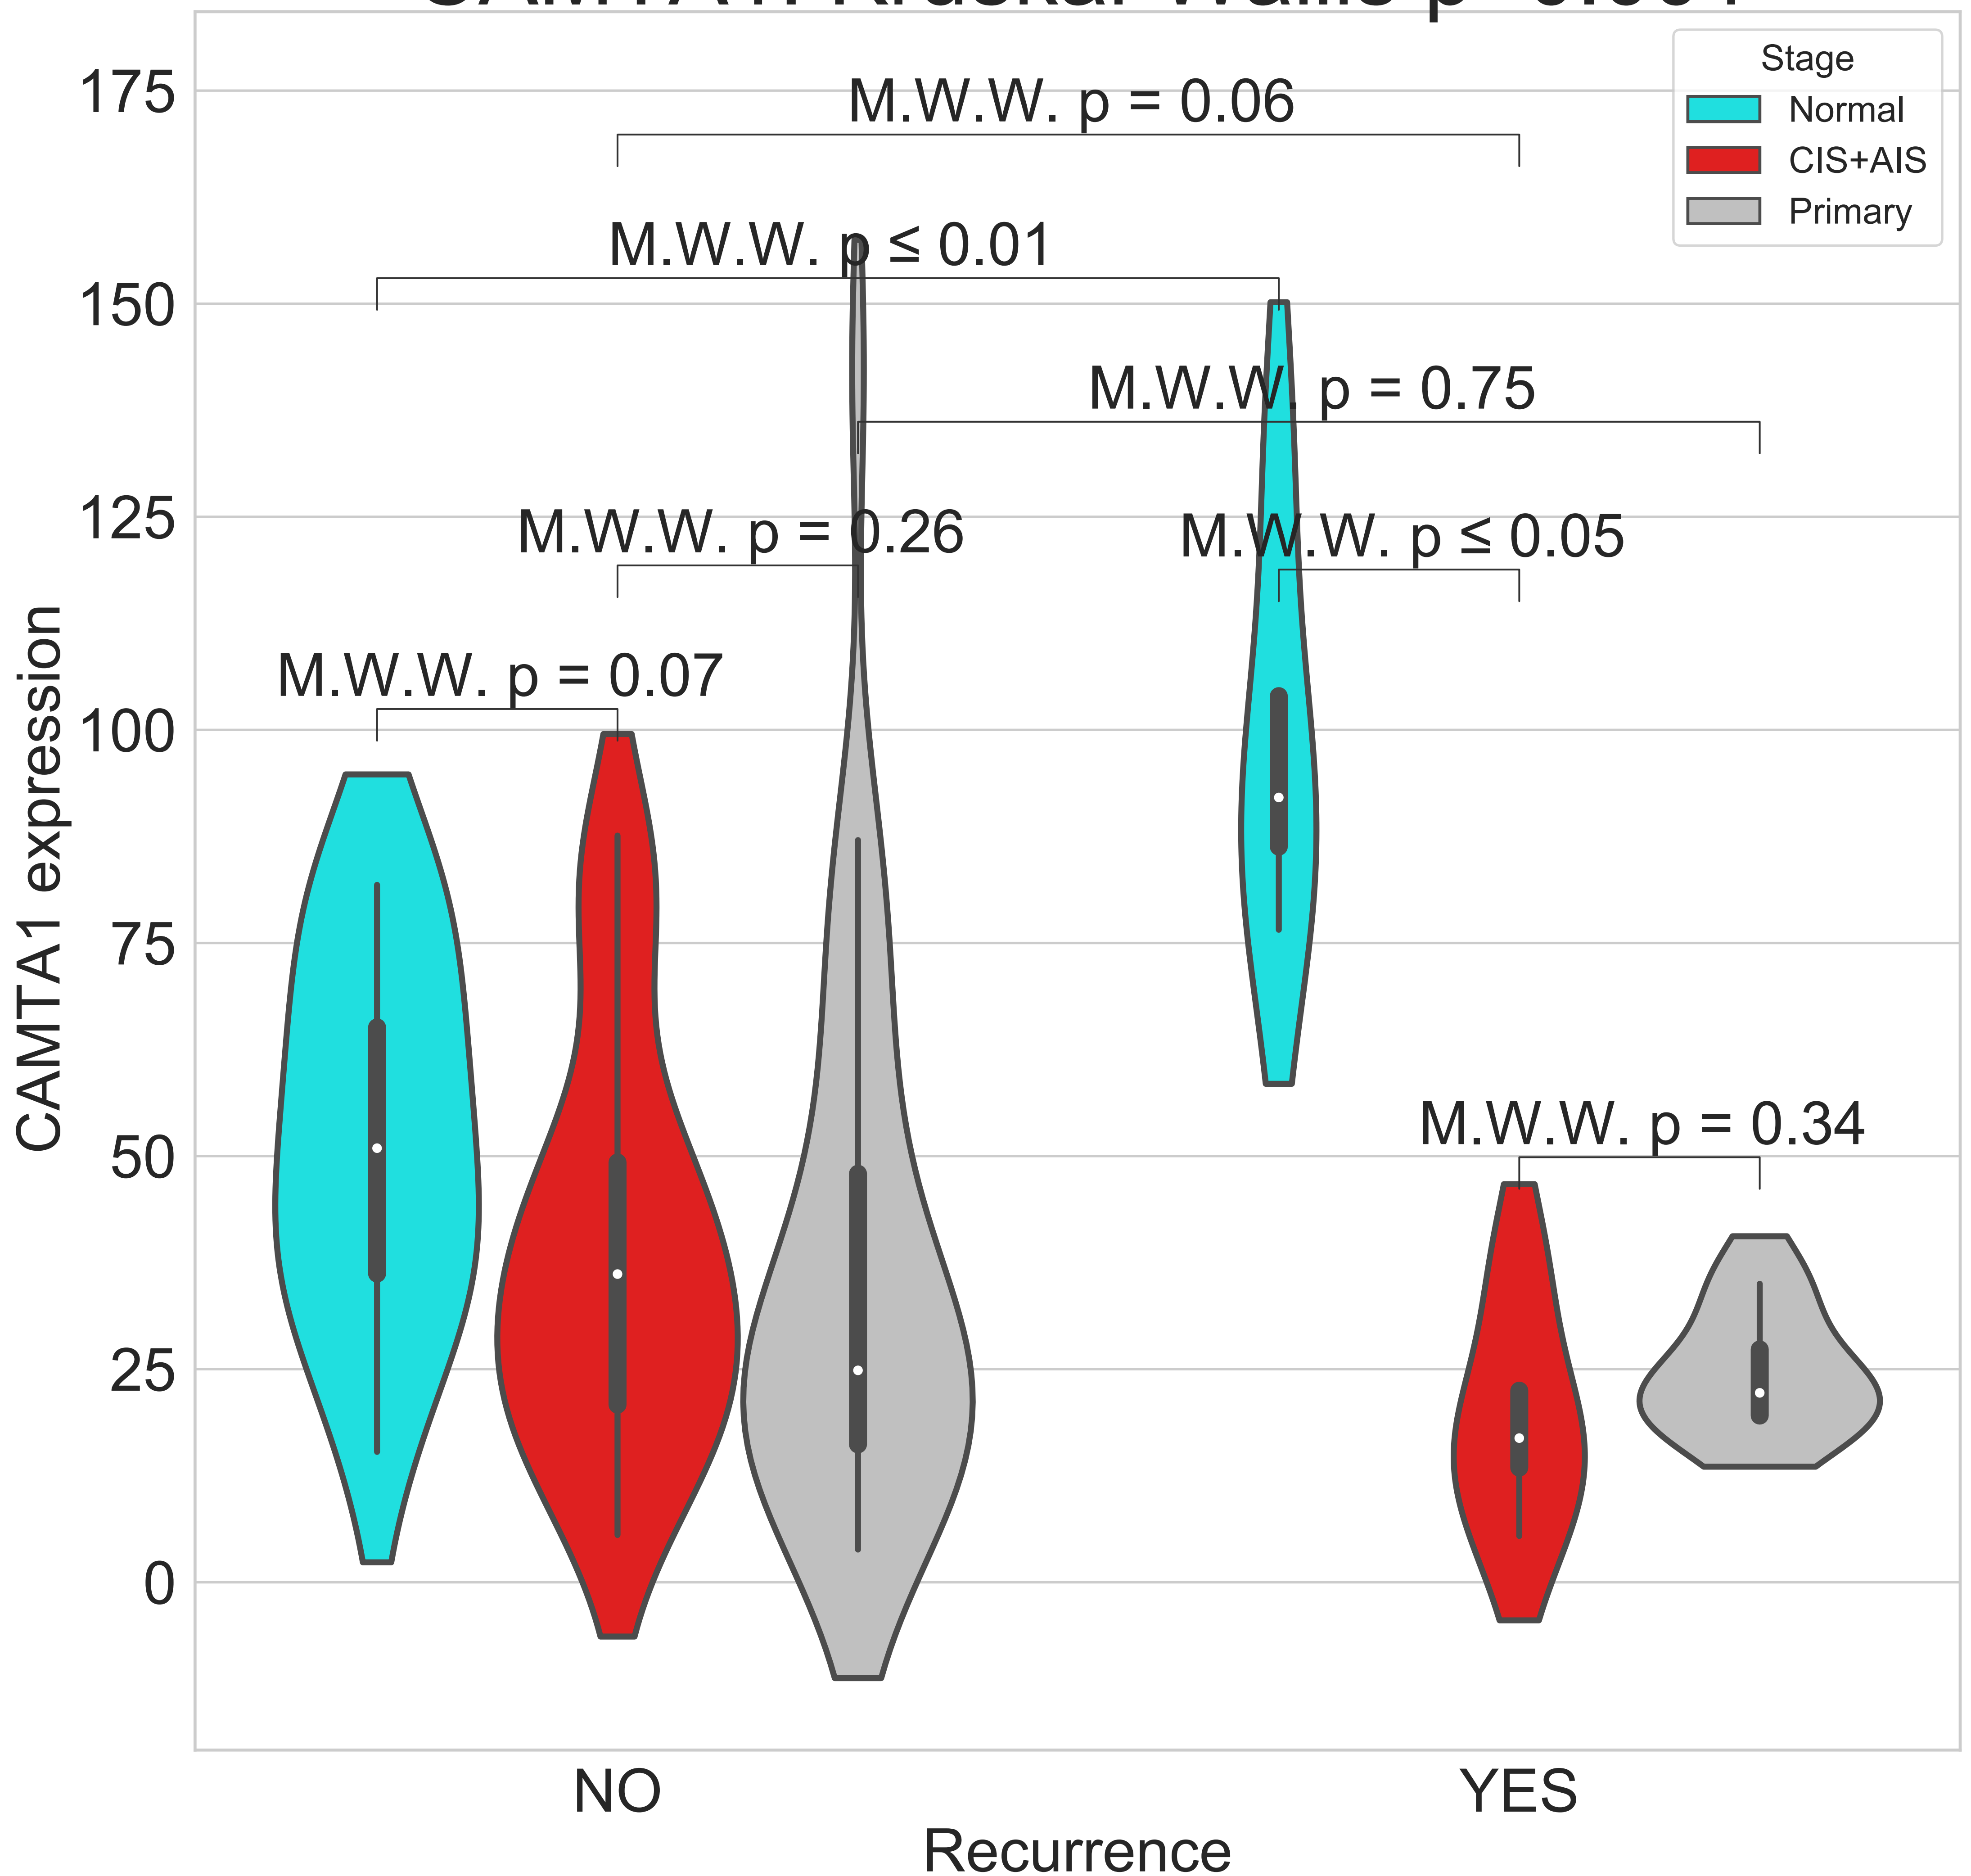 Stage
Normal
CIS+AIS
Primary
M.W.W. p = 0.06
M.W.W. p ≤ 0.01
M.W.W. p = 0.75
M.W.W. p = 0.26
M.W.W. p ≤ 0.05
M.W.W. p = 0.07
M.W.W. p = 0.34
175
150
125
100
75
50
25
0
CAMTA1 expression
NO
YES
Recurrence